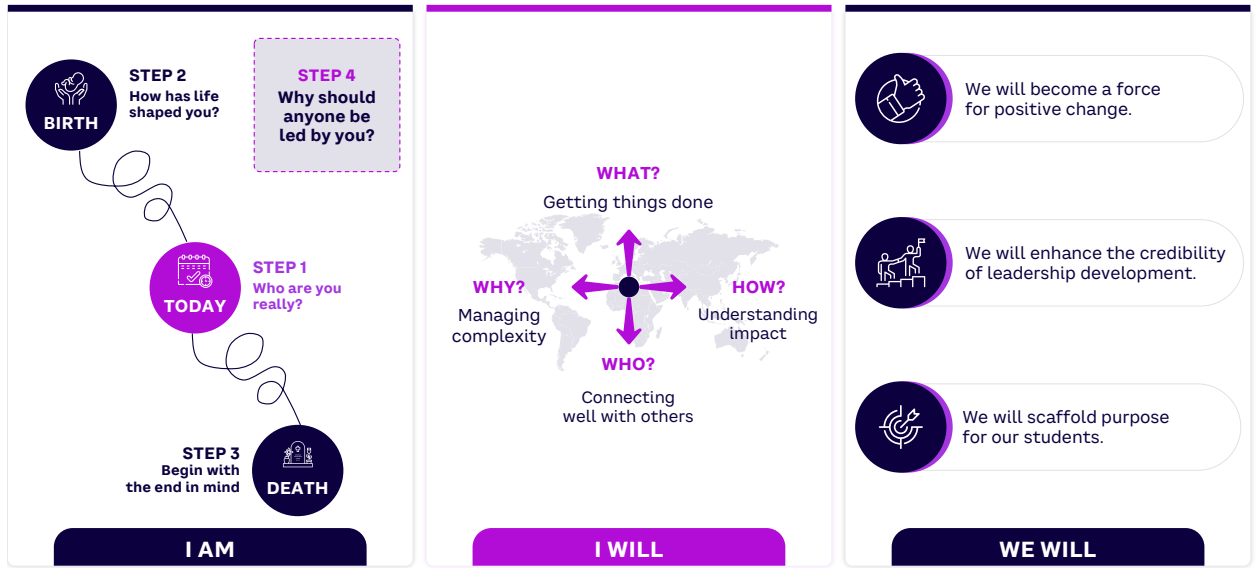 STEP 2
How has life
shaped you?
BIRTH
STEP 4
Why should
anyone be
led by you?
STEP 1
Who are you
really?
TODAY
STEP 3
Begin with
the end in mind
DEATH
I AM
WHAT?
Getting things done
WHY?
Managing
complexity
HOW?
Understanding
impact
WHO?
Connecting
well with others
I WILL
We will become a force
for positive change.
We will enhance the credibility
of leadership development.
We will scaffold purpose
for our students.
WE WILL